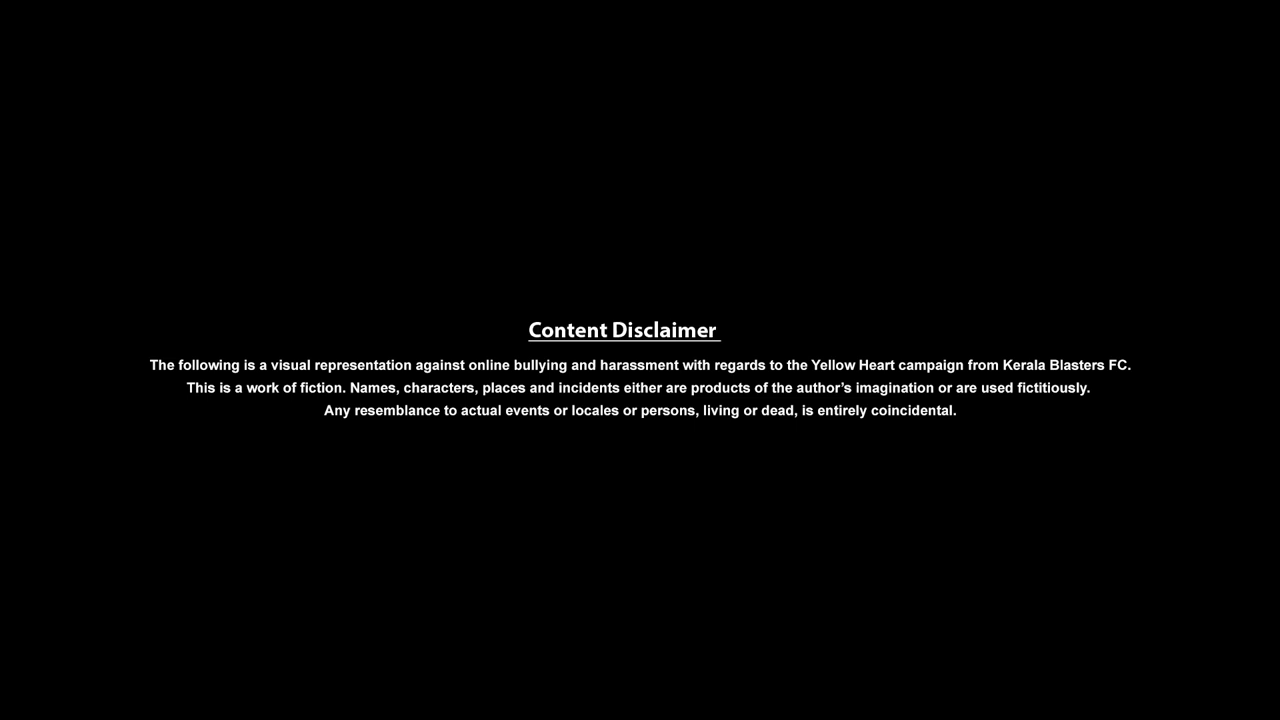 Content Disclaimer
The following is a visual representation against online bullying and harassment with regards to the Yellow Heart campaign from Kerala Blasters FC.
This is a work of fiction. Names, characters, places and incidents either are products of the author’s imagination or are used fictitiously.
Any resemblance to actual events or locales or persons, living or dead, is entirely coincidental.